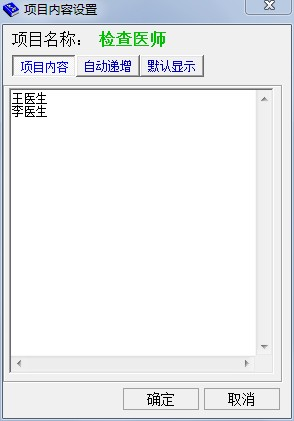 项目内容设置
项目名称： 检查医师
项目内容 自动递增 默认显示
王医生
李医生
确定 取消